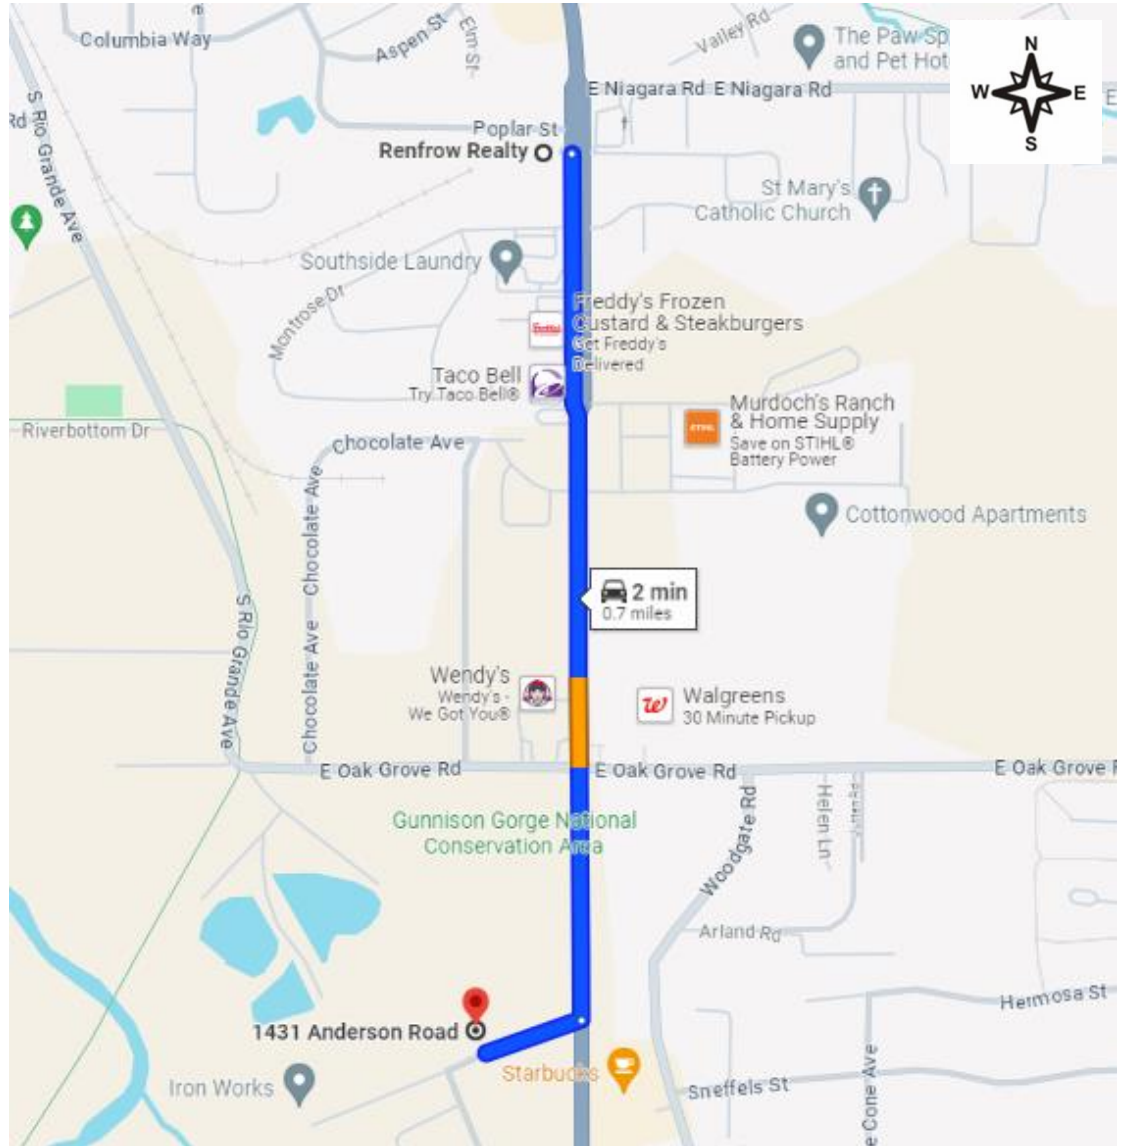 Columbia Way
Aspen St
Elm St
Valley Rd
The Paw Sp
and Pet Hot
N
W
E
S
E Niagara Rd
E Niagara Rd
E
Rd
S Rio Grande Ave
Poplar St
Renfrow Realty
St Mary's
Catholic Church
Southside Laundry
Montrose Dr
Freddy's Frozen
Custard & Steakburgers
Get Freddy's
Delivered
Taco Bell
Try Taco Bell®
Murdoch's Ranch
& Home Supply
Save on STIHL®
Battery Power
STIHL
Riverbottom Dr
Chocolate Ave
Chocolate Ave
Chocolate Ave
Chocolate Ave
Cottonwood Apartments
2 min
0.7 miles
S Rio Grande Ave
Wendy's
Wendy's -
We Got You®
Walgreens
30 Minute Pickup
E Oak Grove Rd
E Oak Grove Rd
E Oak Grove R
Gunnison Gorge National
Conservation Area
Woodgate Rd
Helen Ln
Arland Rd
Hermosa St
1431 Anderson Road
Iron Works
Starbucks
Sneffels St
e Cone Ave